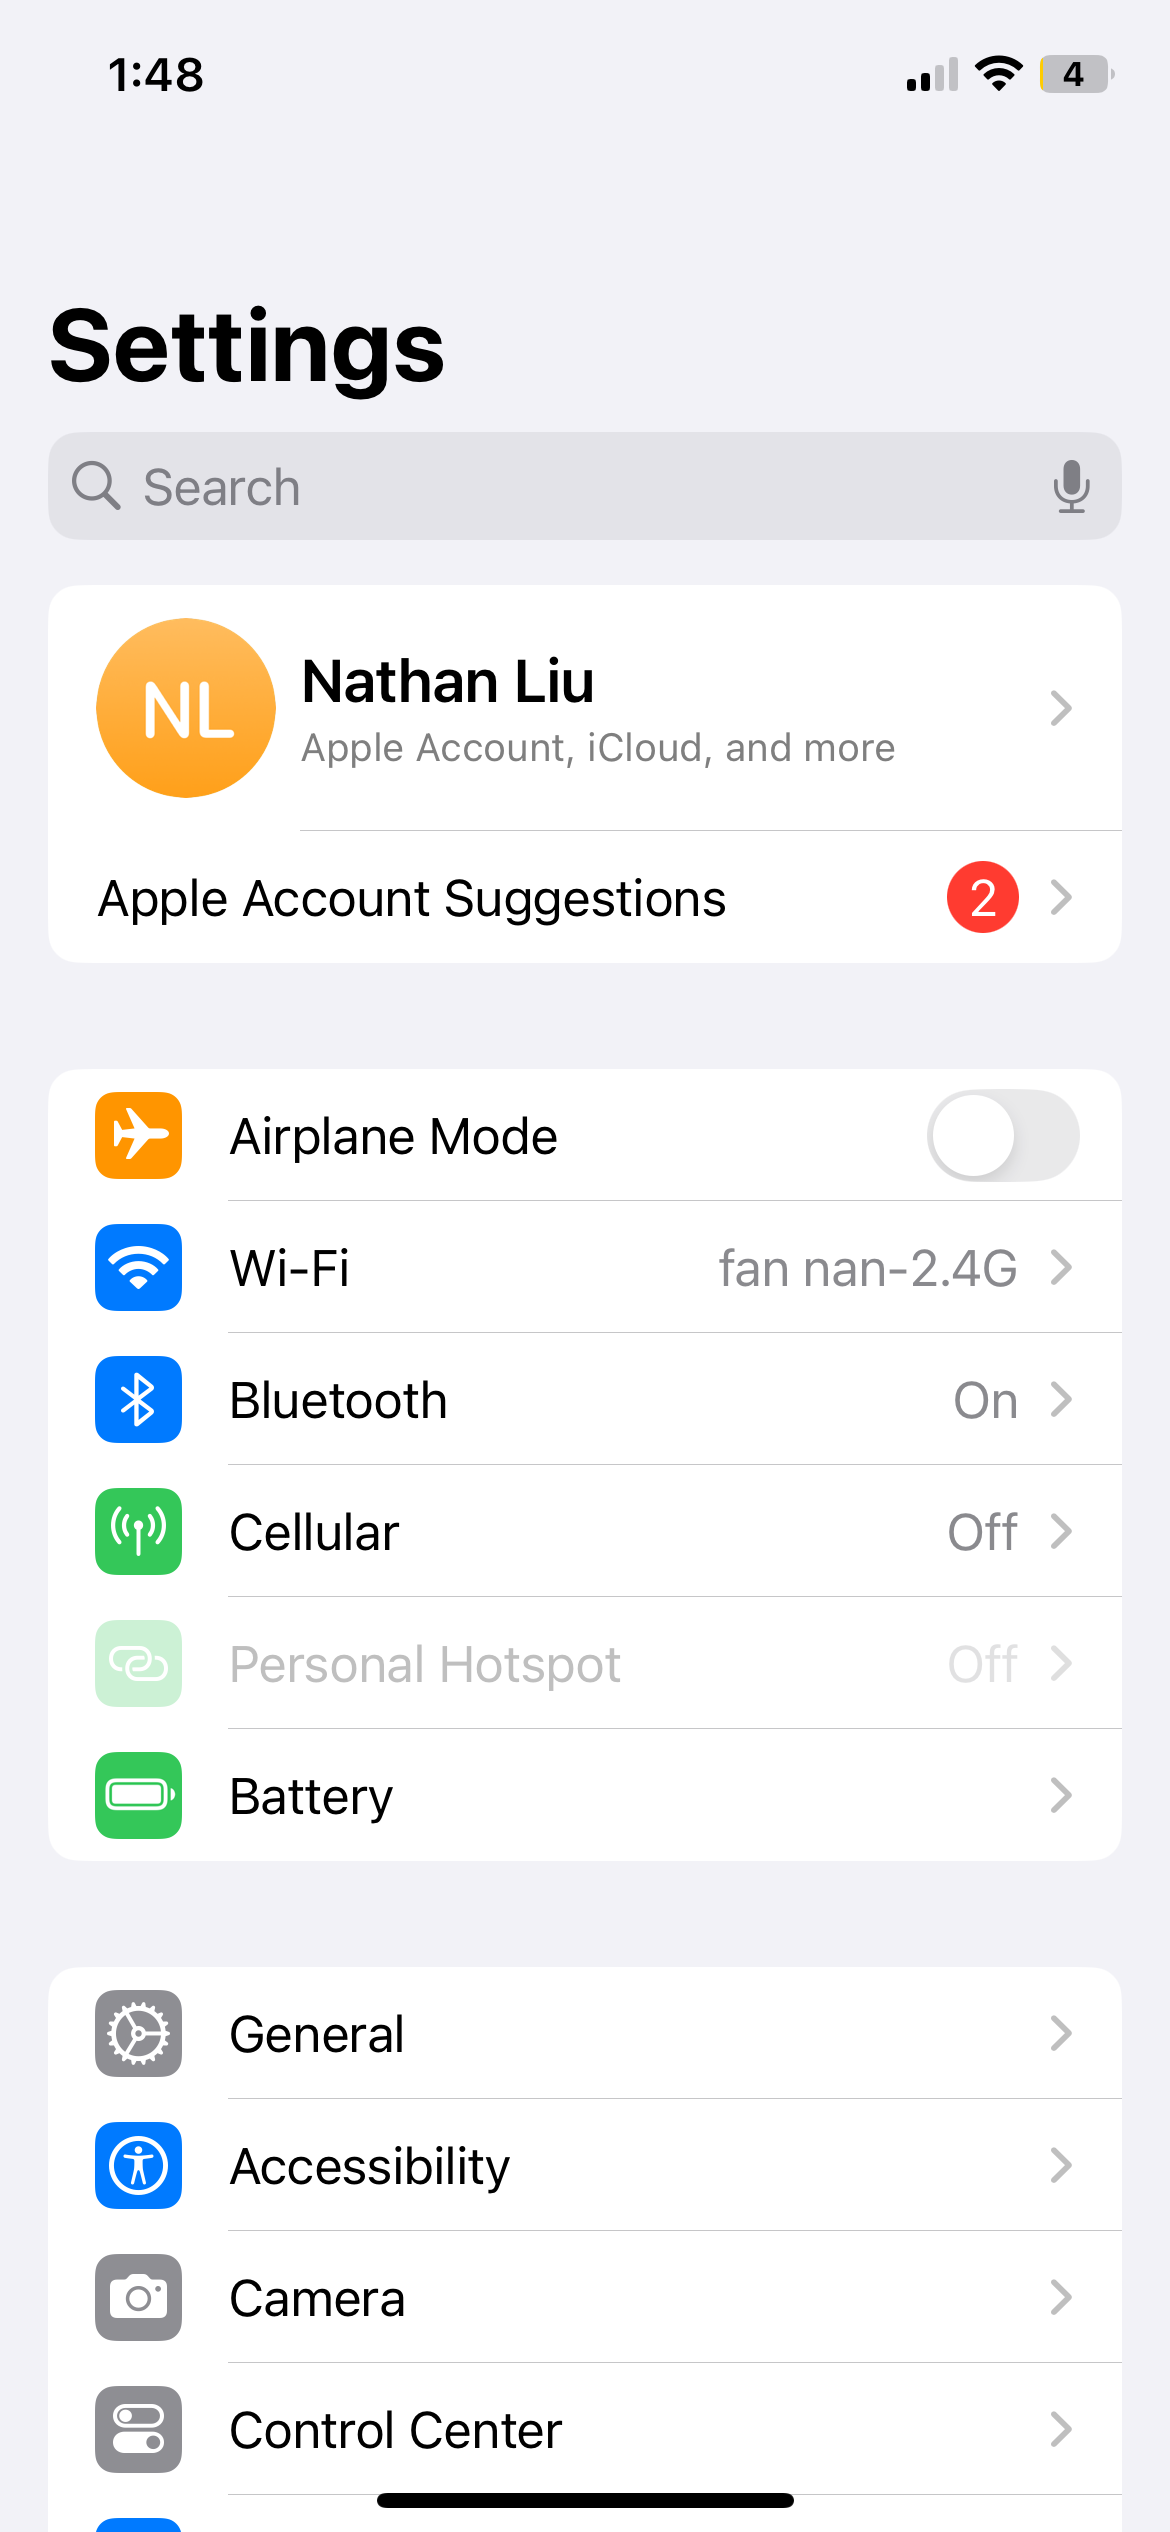 1:48
4
Settings
Search
NL
Nathan Liu
Apple Account, iCloud, and more
Apple Account Suggestions 2
Airplane Mode
Wi-Fi fan nan-2.4G
Bluetooth On
Cellular Off
Personal Hotspot Off
Battery
General
Accessibility
Camera
Control Center